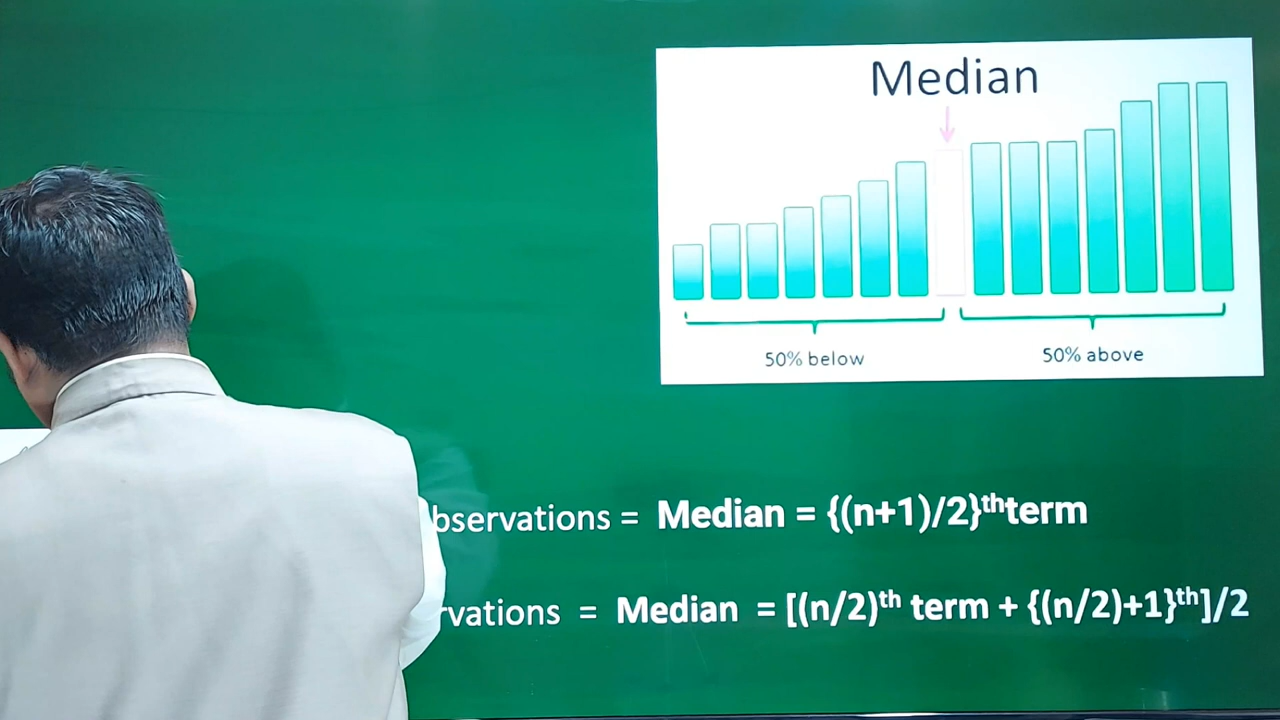 Median
50% below
50% above
bservations = Median = {(n+1)/2}ᵗʰterm
rvations = Median = [(n/2)ᵗʰ term + {(n/2)+1}ᵗʰ]/2